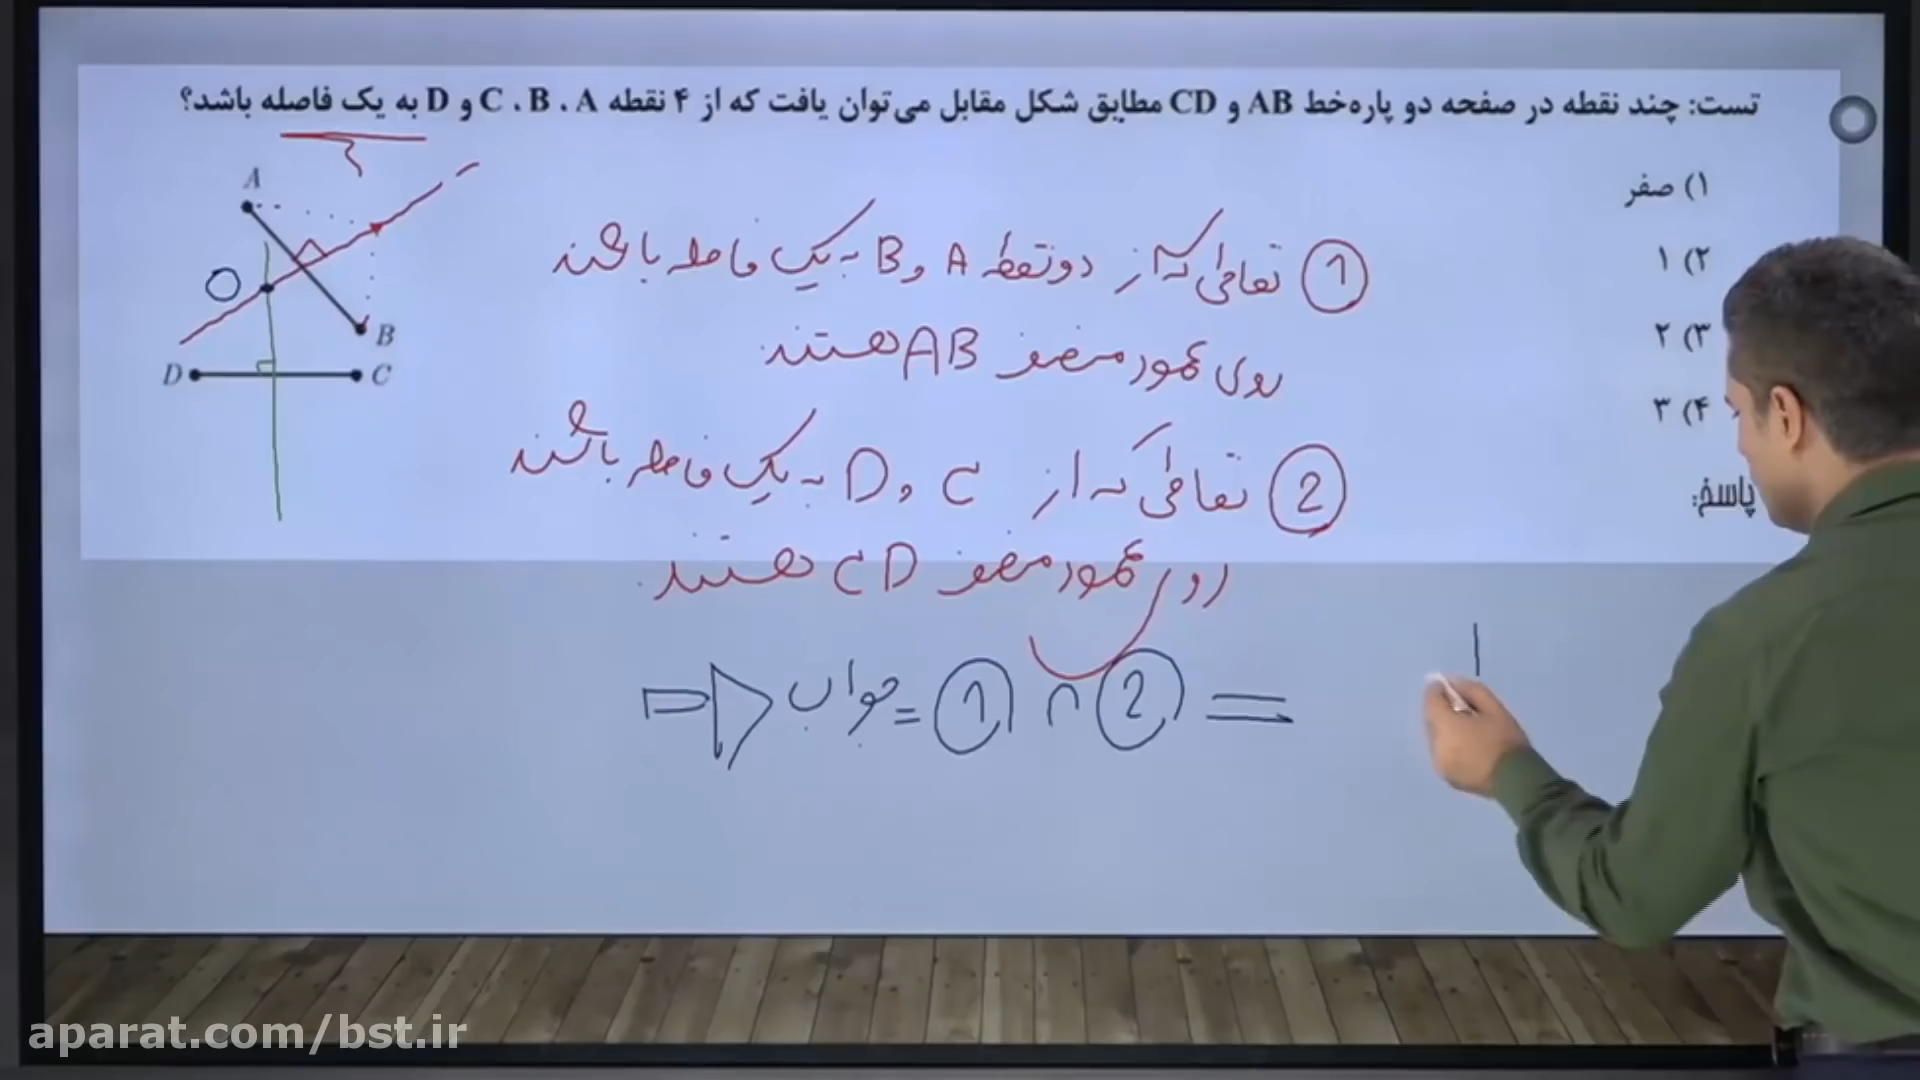 تست: چند نقطه در صفحه دو پاره‌خط AB و CD مطابق شکل مقابل می‌توان یافت که از ۴ نقطه C ، B ، A و D به یک فاصله باشد؟
۱) صفر
۲) ۱
۳) ۲
۴) ۳
پاسخ:
A
O
B
D
C
① نقاطی که از دو نقطه A و B به یک فاصله باشند
روی عمود منصف AB هستند.
② نقاطی که از C و D به یک فاصله باشند
روی عمود منصف CD هستند.
جواب = ① ∩ ② =
aparat.com/bst.ir